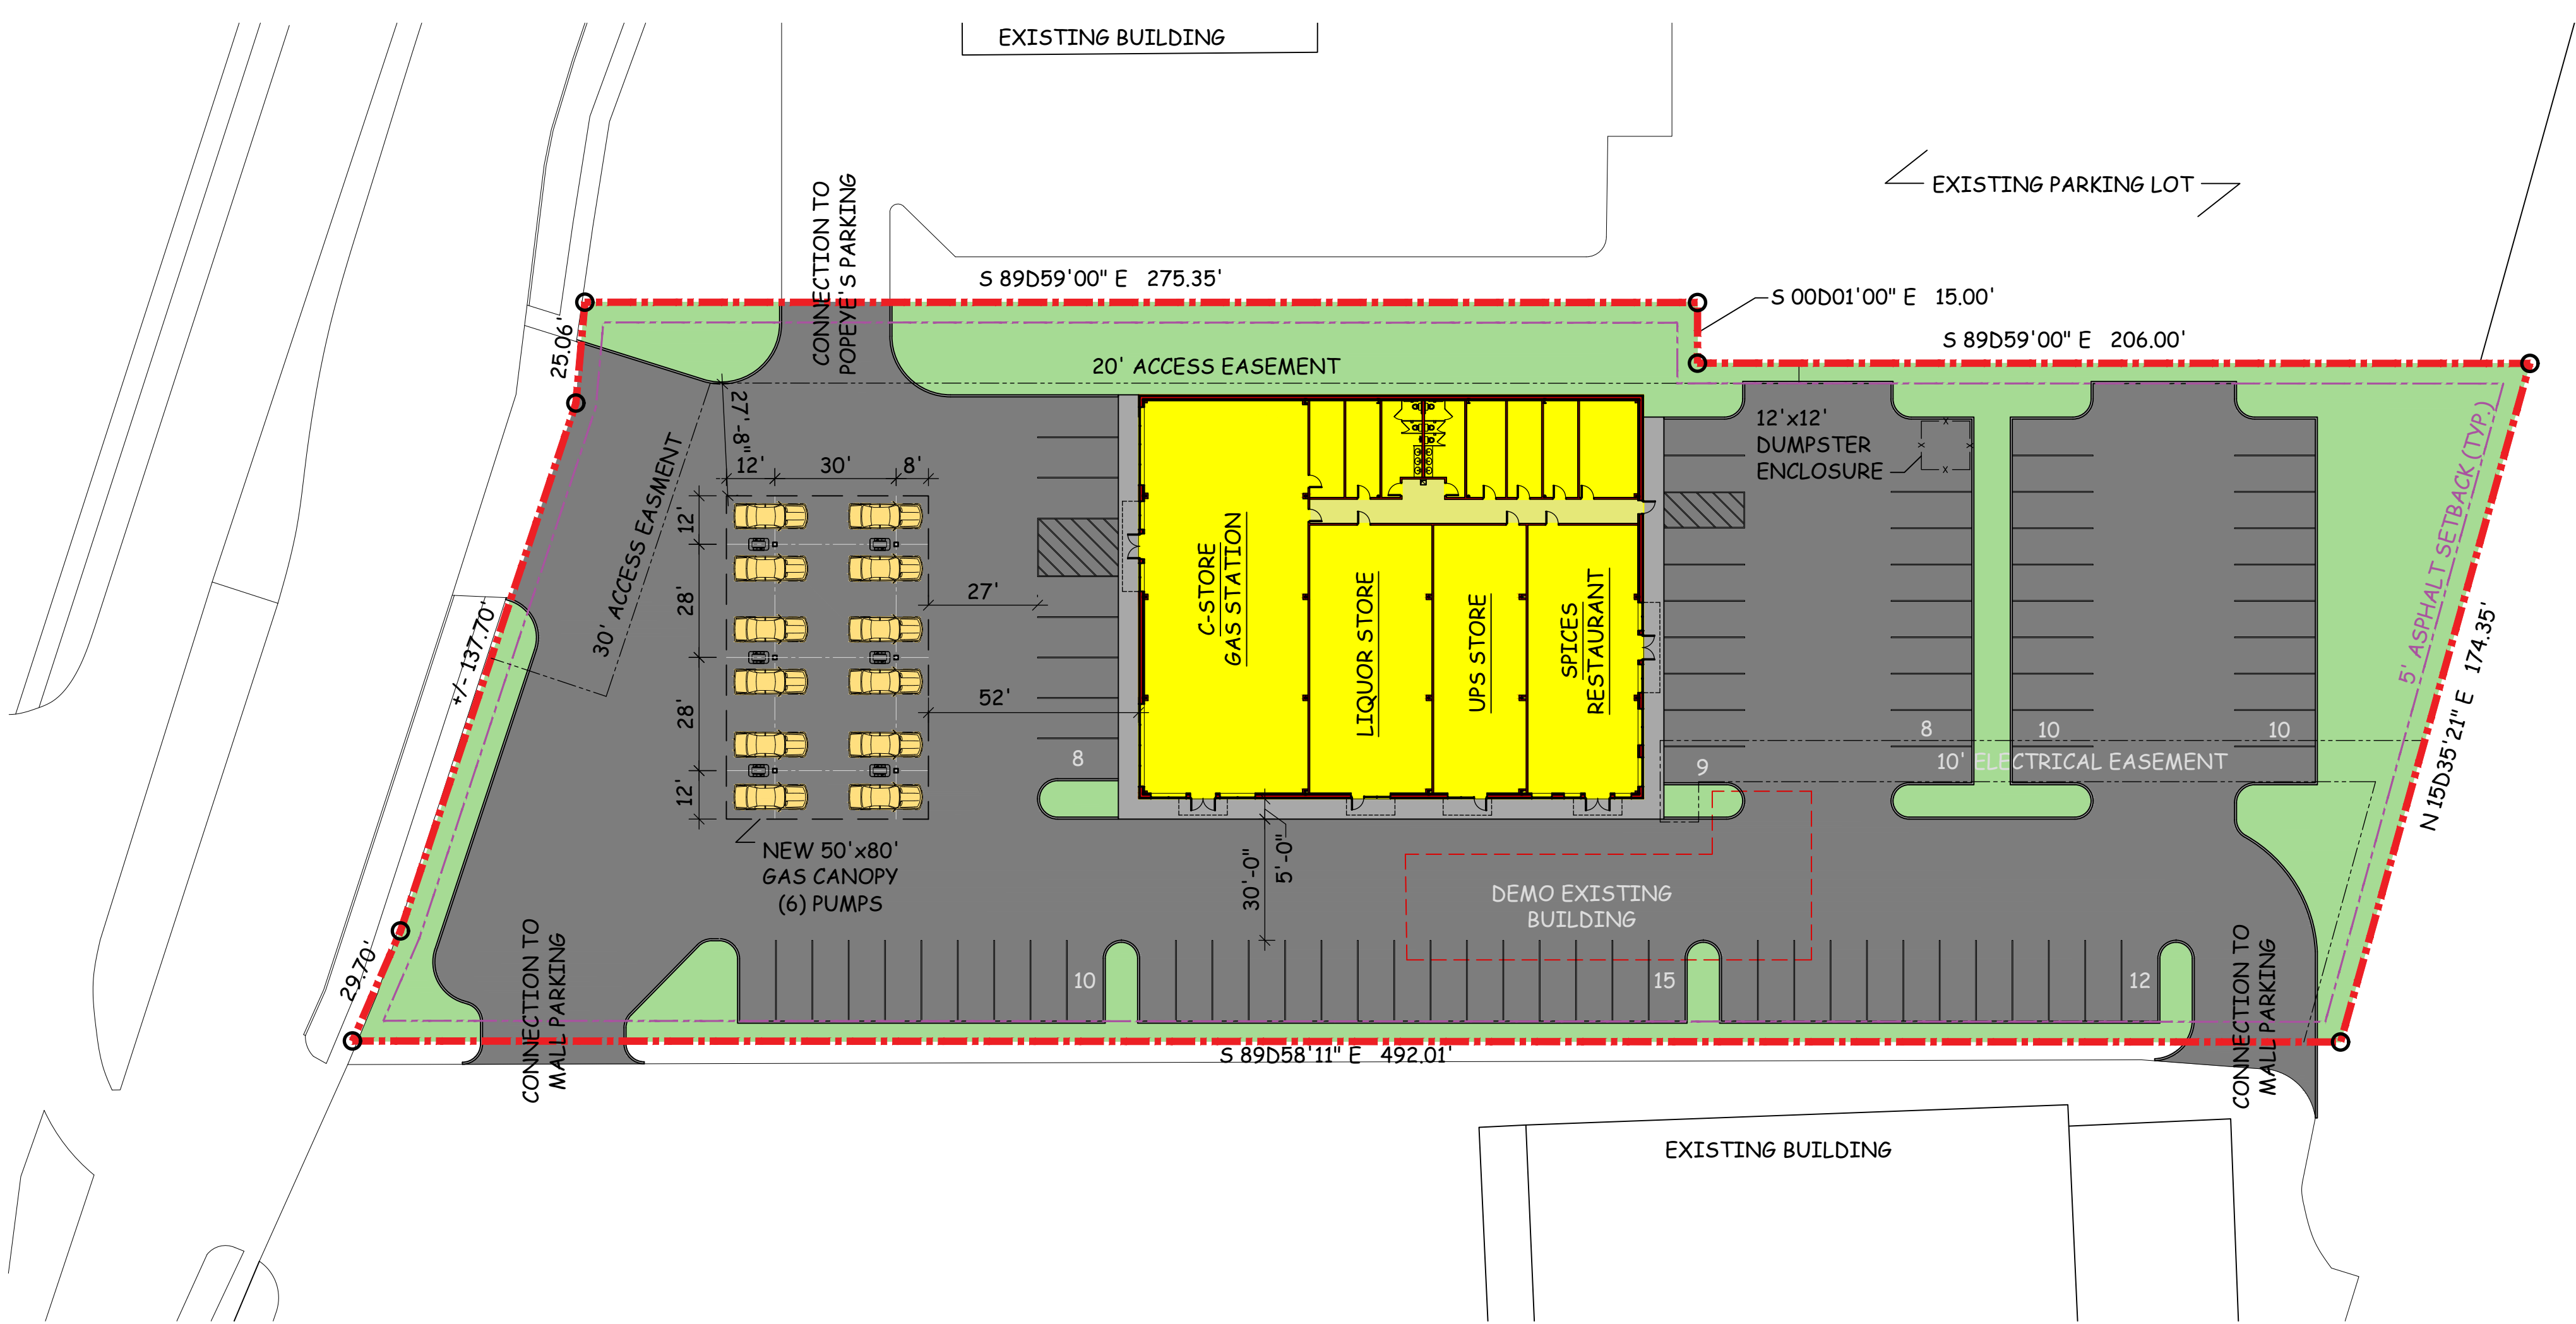 EXISTING BUILDING
EXISTING PARKING LOT
CONNECTION TO
POPEYE'S PARKING
S 89D59'00" E 275.35'
S 00D01'00" E 15.00'
S 89D59'00" E 206.00'
25.06'
20' ACCESS EASEMENT
27'-8"
12'
30'
8'
30' ACCESS EASMENT
12'
28'
28'
12'
27'
52'
+/- 137.70'
29.70'
C-STORE
GAS STATION
LIQUOR STORE
UPS STORE
SPICES
RESTAURANT
12'x12'
DUMPSTER
ENCLOSURE
5' ASPHALT SETBACK (TYP.)
N 15D35'21" E 174.35'
8
9
8
10
10
10' ELECTRICAL EASEMENT
NEW 50'x80'
GAS CANOPY
(6) PUMPS
30'-0"
5'-0"
DEMO EXISTING
BUILDING
CONNECTION TO
MALL PARKING
10
15
12
CONNECTION TO
MALL PARKING
S 89D58'11" E 492.01'
EXISTING BUILDING